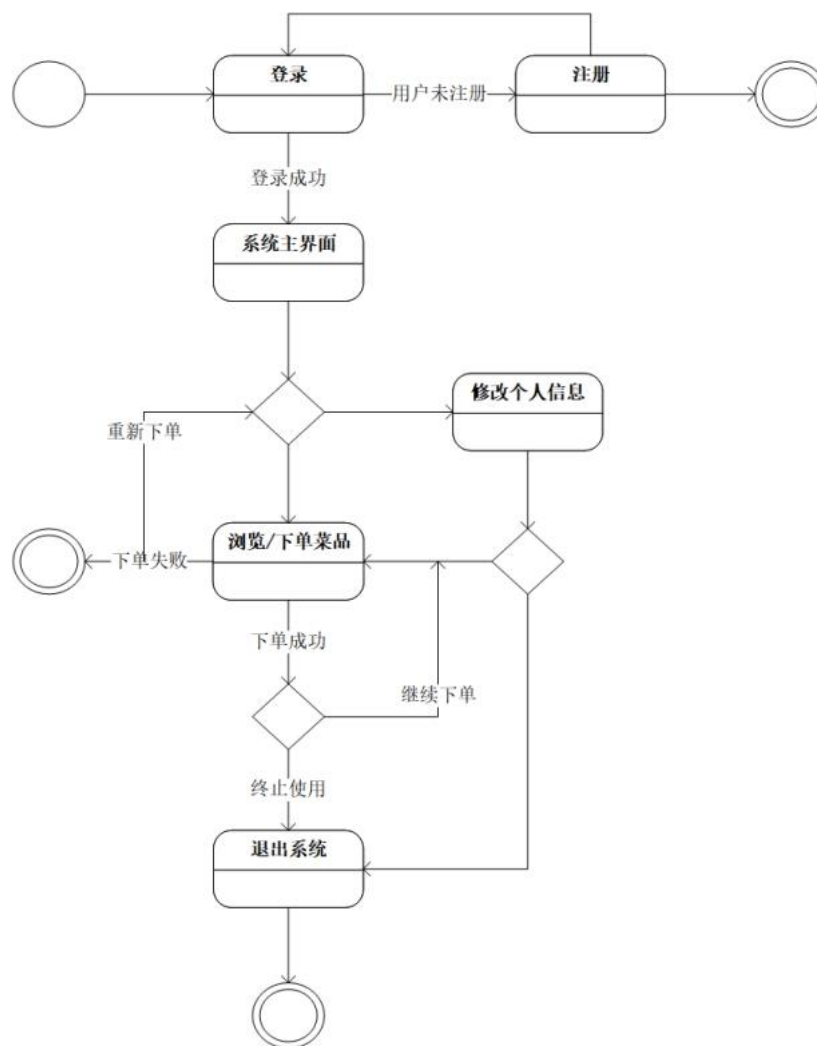 登录
用户未注册
注册
登录成功
系统主界面
修改个人信息
重新下单
浏览/下单菜品
下单失败
下单成功
继续下单
终止使用
退出系统